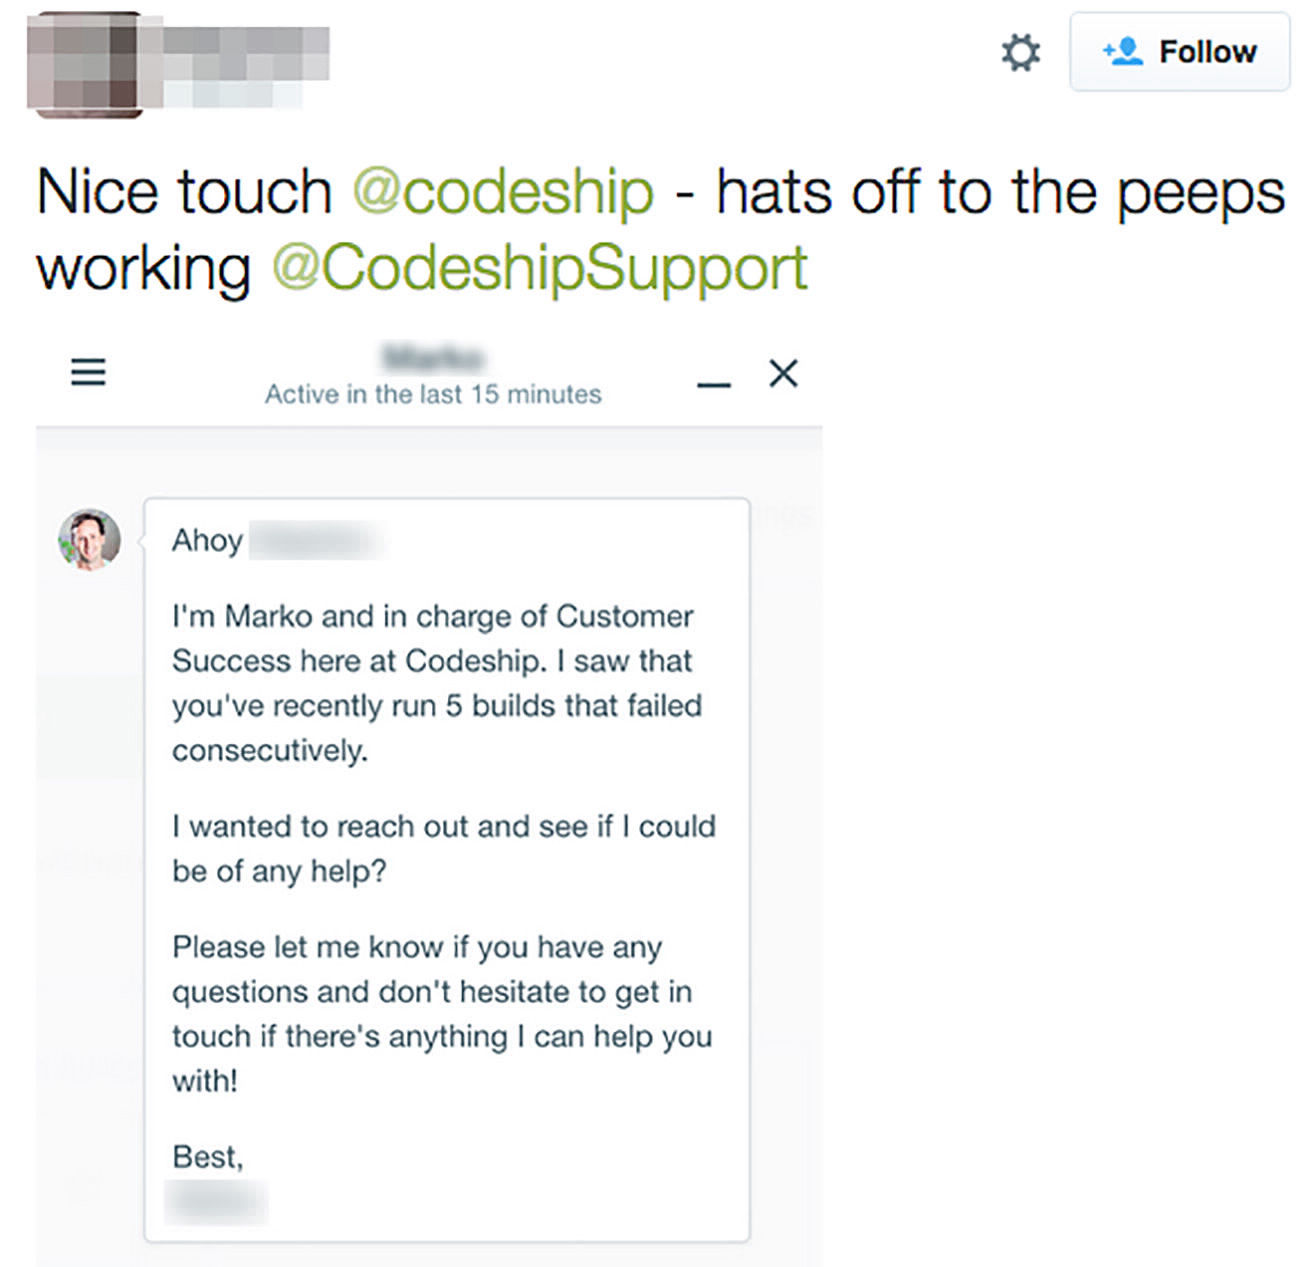 Follow
Nice touch @codeship - hats off to the peeps
working @CodeshipSupport
Marko
Active in the last 15 minutes
Ahoy
I'm Marko and in charge of Customer
Success here at Codeship. I saw that
you've recently run 5 builds that failed
consecutively.
I wanted to reach out and see if I could
be of any help?
Please let me know if you have any
questions and don't hesitate to get in
touch if there's anything I can help you
with!
Best,